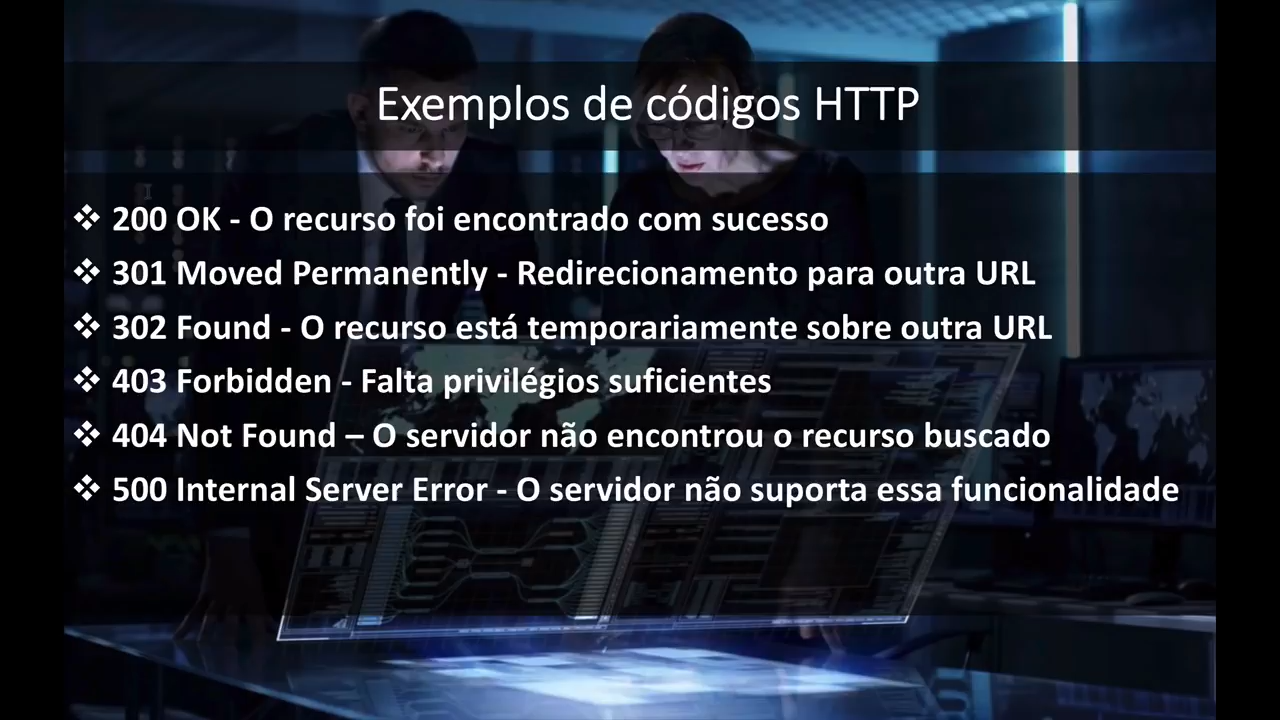 Exemplos de códigos HTTP
❖ 200 OK - O recurso foi encontrado com sucesso
❖ 301 Moved Permanently - Redirecionamento para outra URL
❖ 302 Found - O recurso está temporariamente sobre outra URL
❖ 403 Forbidden - Falta privilégios suficientes
❖ 404 Not Found – O servidor não encontrou o recurso buscado
❖ 500 Internal Server Error - O servidor não suporta essa funcionalidade